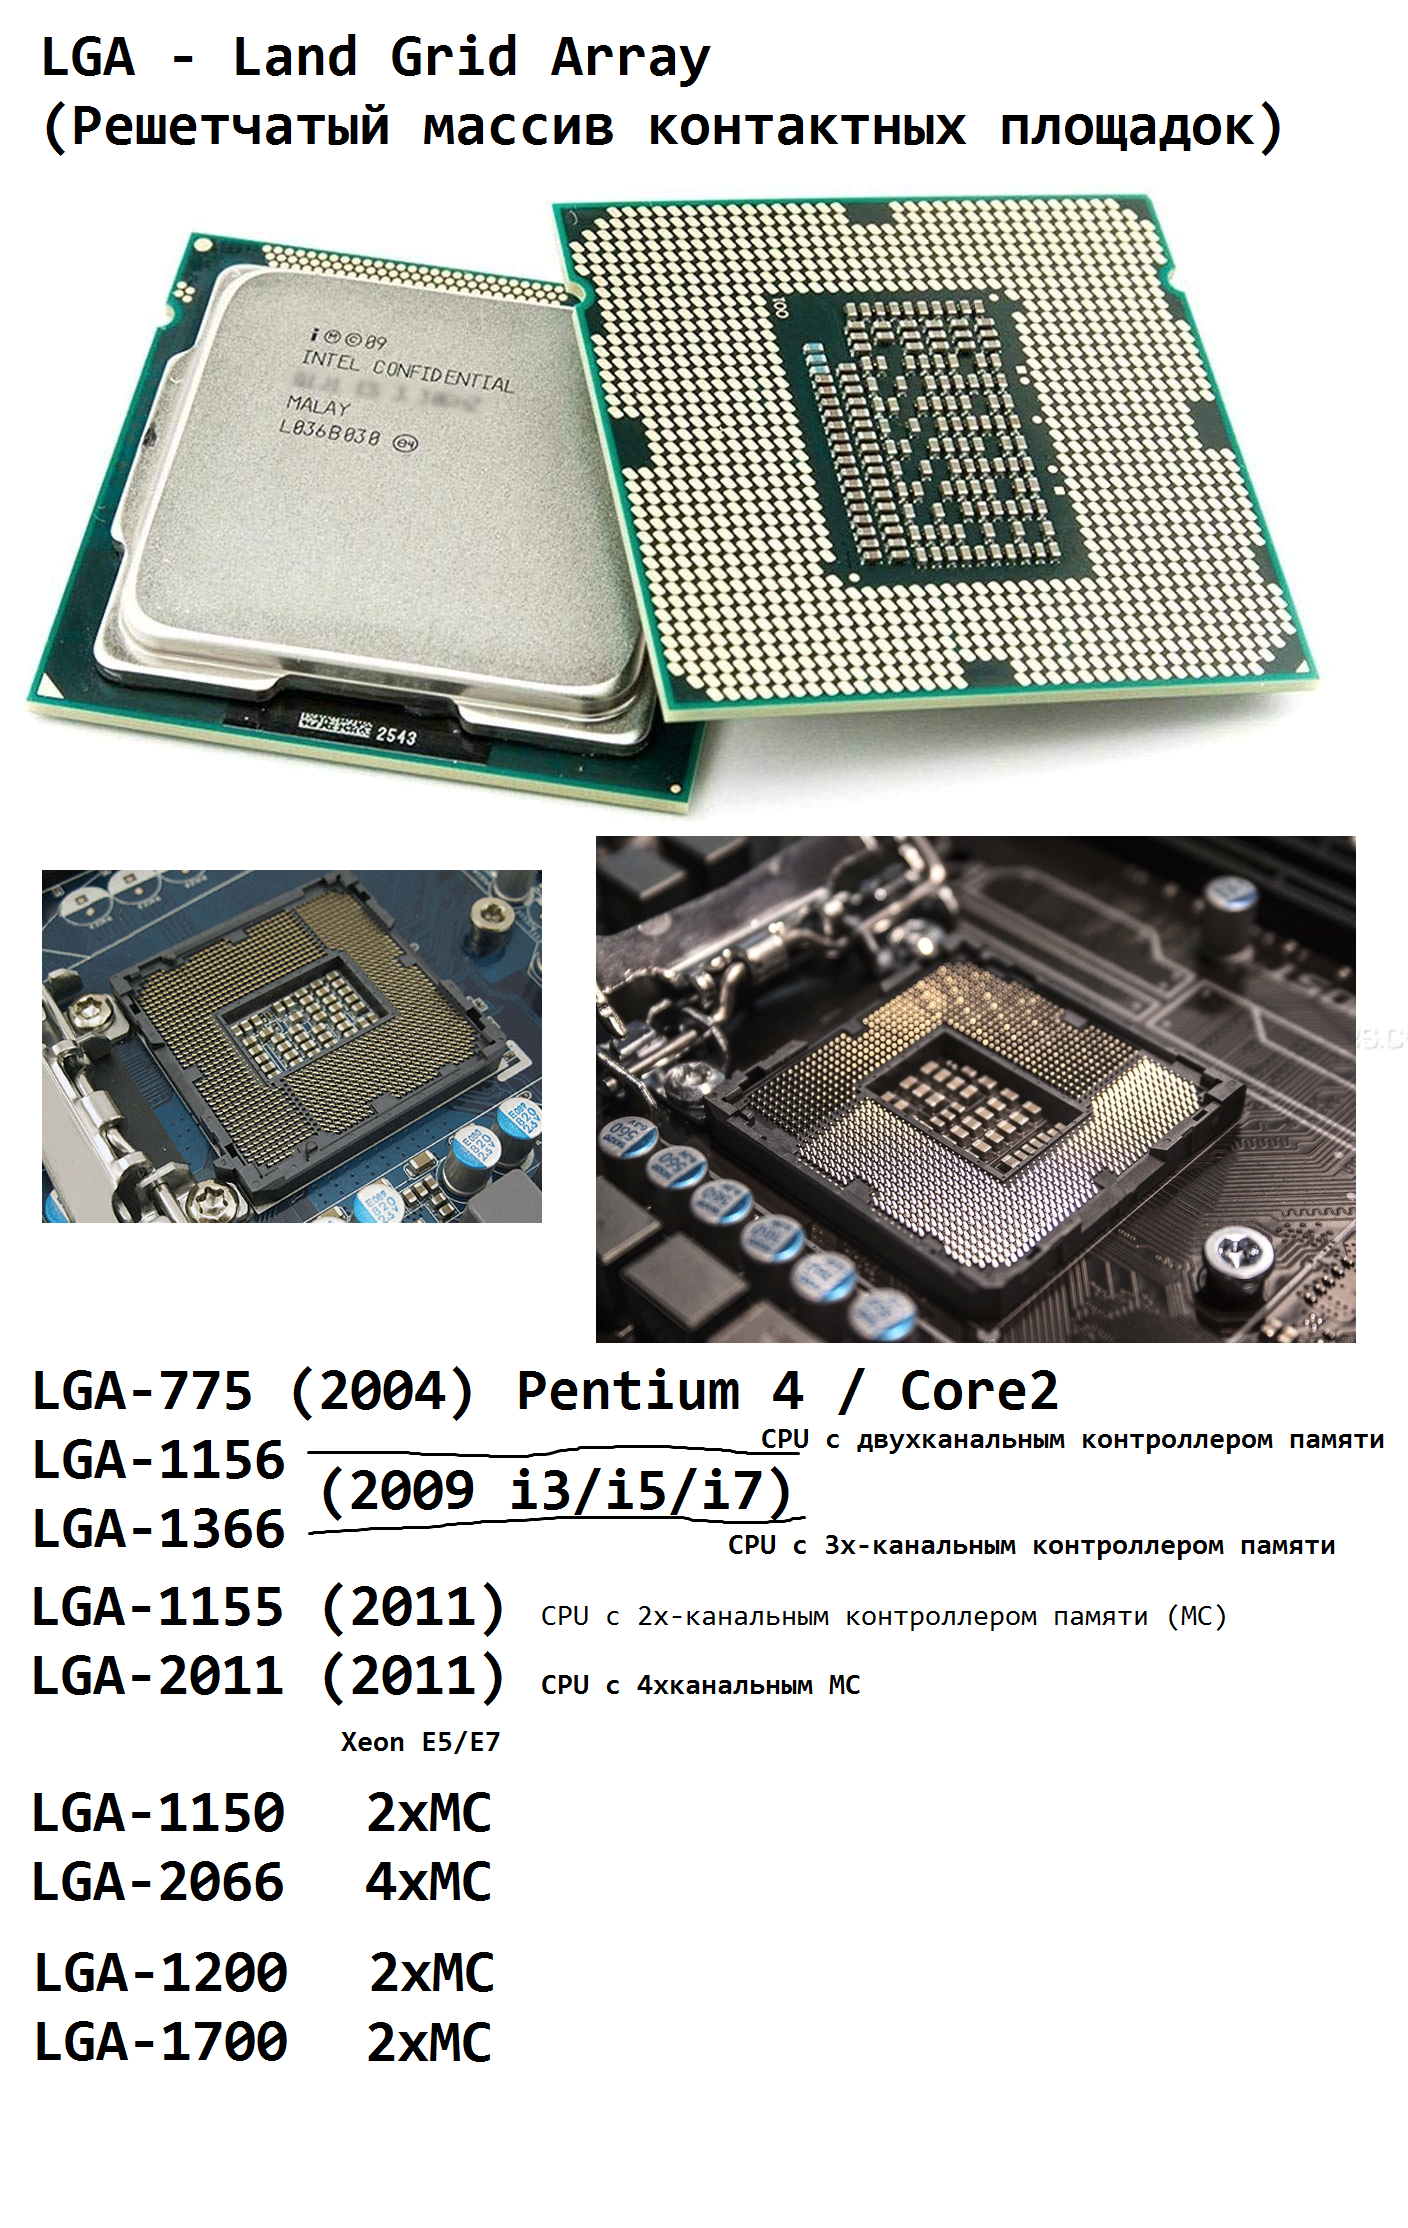 LGA - Land Grid Array
(Решетчатый массив контактных площадок)
i M ©09
INTEL CONFIDENTIAL
MALAY
L036B030 e4
2543
001
LGA-775 (2004) Pentium 4 / Core2
CPU с двухканальным контроллером памяти
LGA-1156
(2009 i3/i5/i7)
LGA-1366
CPU с 3х-канальным контроллером памяти
LGA-1155 (2011) CPU с 2х-канальным контроллером памяти (МС)
LGA-2011 (2011) CPU с 4хканальным МС
Xeon E5/E7
LGA-1150 2xMC
LGA-2066 4xMC
LGA-1200 2xMC
LGA-1700 2xMC